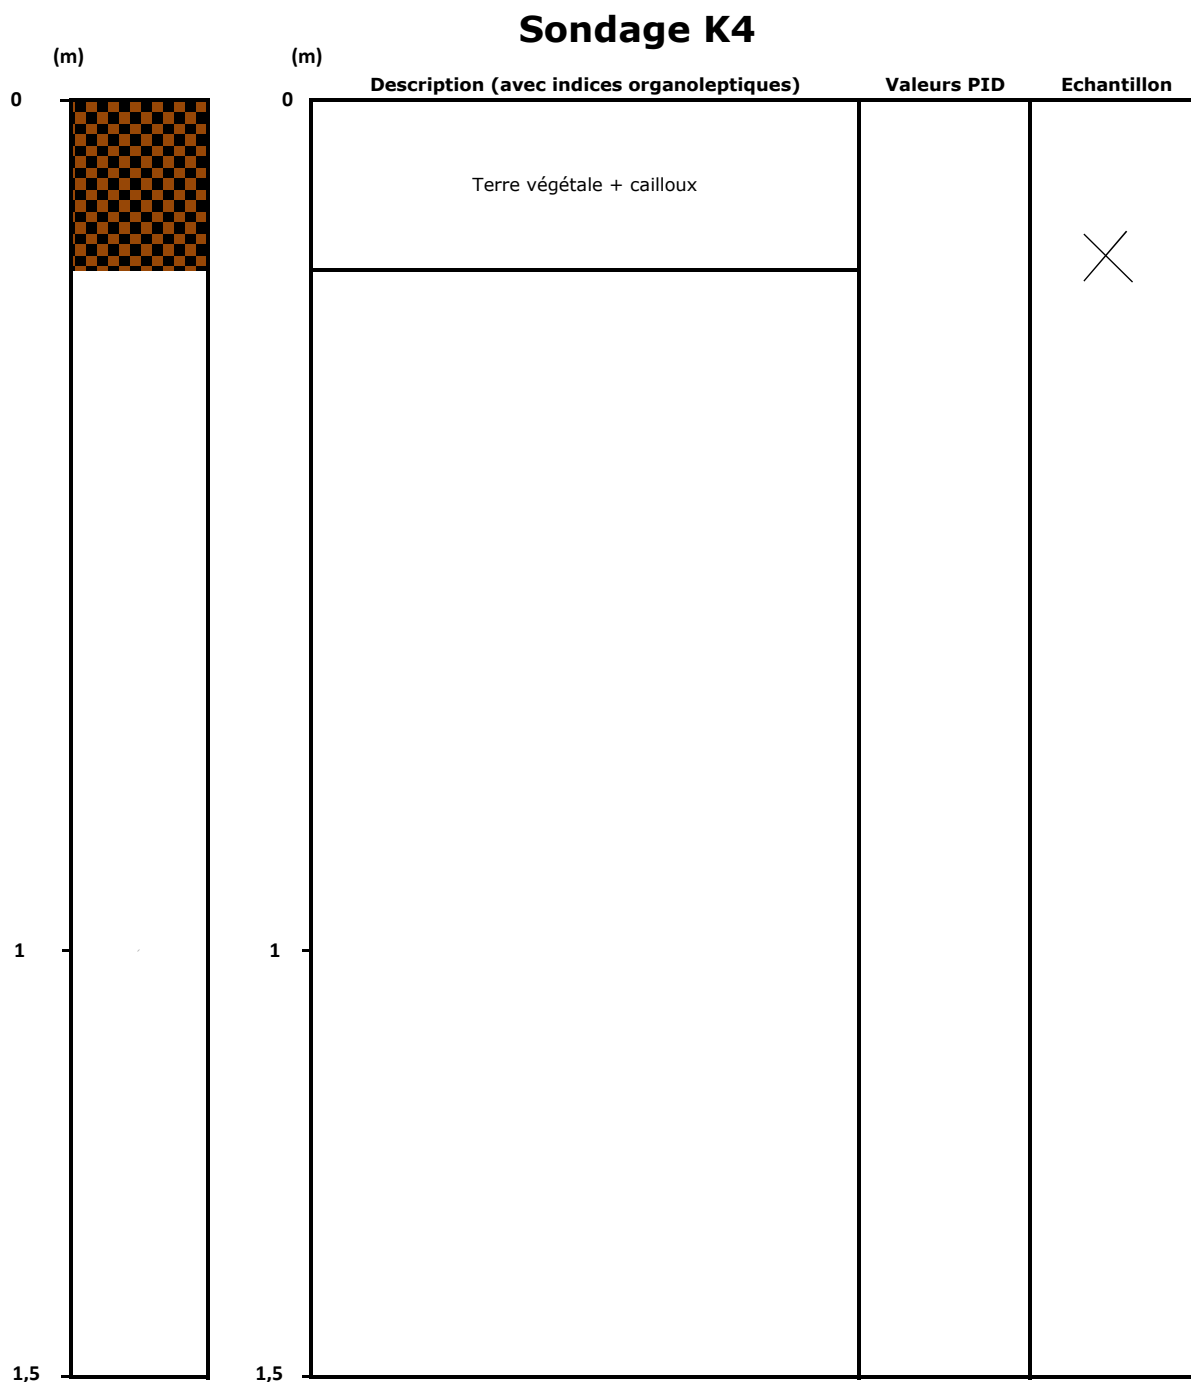 Sondage K4
(m)
(m)
Description (avec indices organoleptiques)
Valeurs PID
Echantillon
0
0
Terre végétale + cailloux
1
1
1,5
1,5